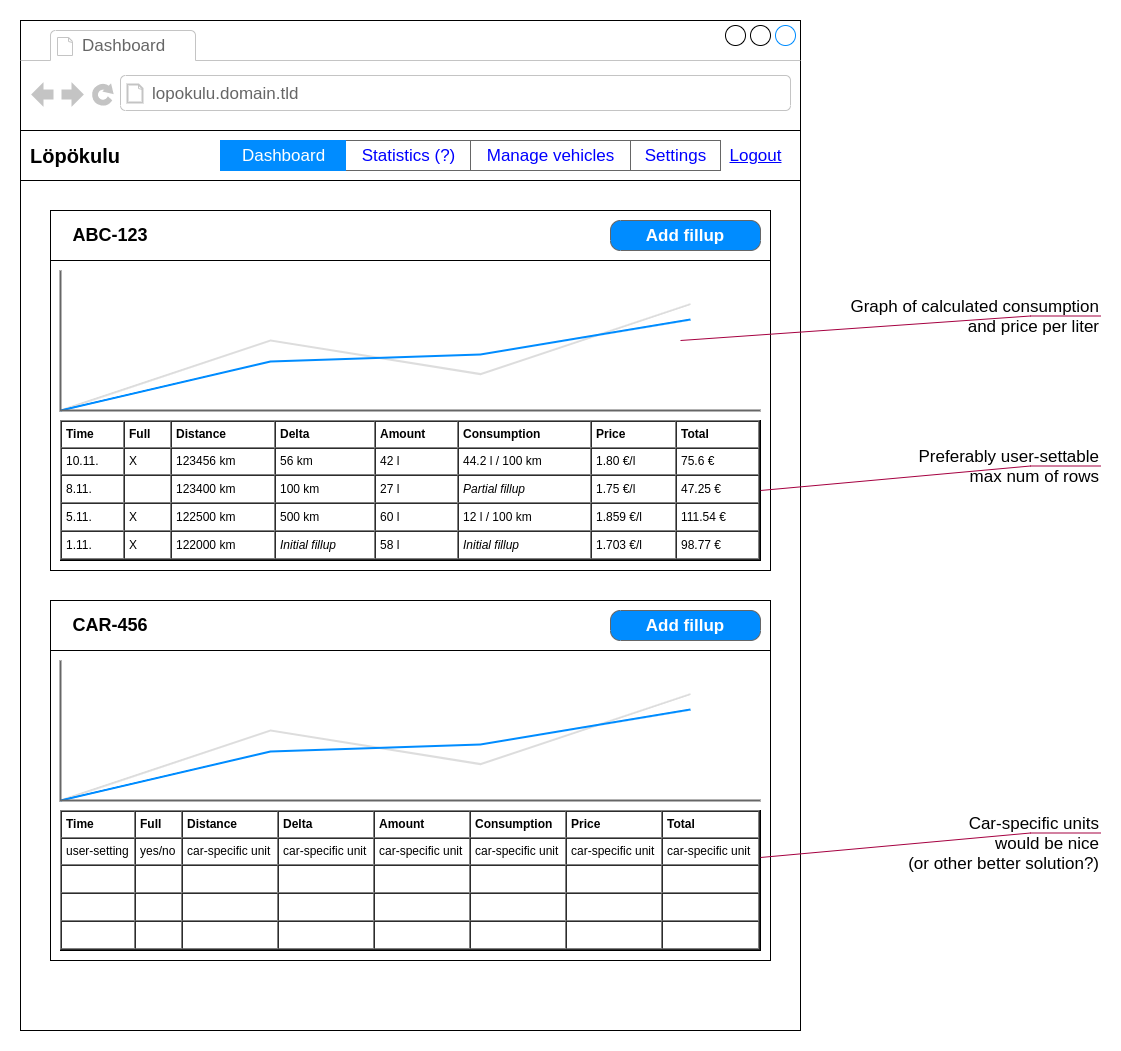 Dashboard
lopokulu.domain.tld
Löpökulu Dashboard Statistics (?) Manage vehicles Settings Logout
ABC-123 Add fillup
Graph of calculated consumption
and price per liter
Time Full Distance Delta Amount Consumption Price Total
10.11. X 123456 km 56 km 42 l 44.2 l / 100 km 1.80 €/l 75.6 €
8.11. 123400 km 100 km 27 l Partial fillup 1.75 €/l 47.25 €
5.11. X 122500 km 500 km 60 l 12 l / 100 km 1.859 €/l 111.54 €
1.11. X 122000 km Initial fillup 58 l Initial fillup 1.703 €/l 98.77 €
Preferably user-settable
max num of rows
CAR-456 Add fillup
Time Full Distance Delta Amount Consumption Price Total
user-setting yes/no car-specific unit car-specific unit car-specific unit car-specific unit car-specific unit car-specific unit
Car-specific units
would be nice
(or other better solution?)